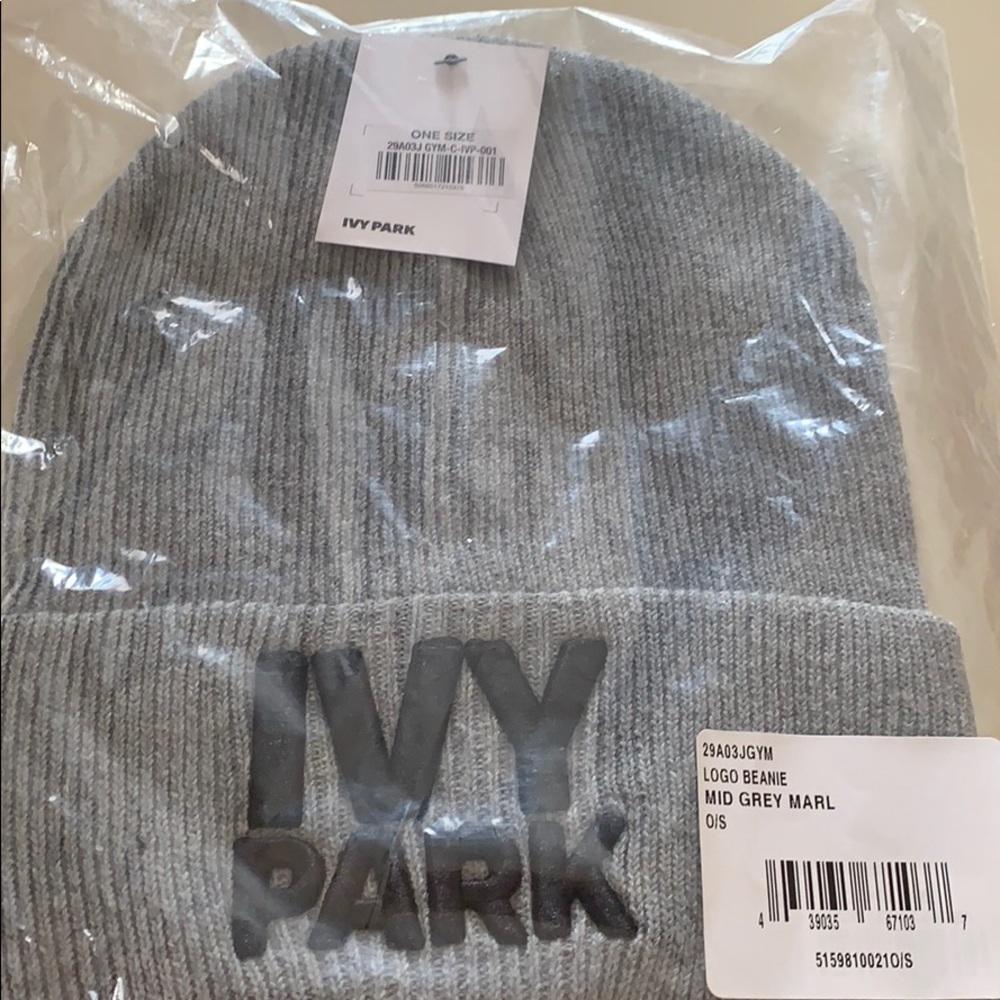 ONE SIZE
29A03J GYM-C-IVP-001
IVY PARK
IVY
PARK
29A03JGYM
LOGO BEANIE
MID GREY MARL
O/S
4 39035 67103 7
5159810021O/S